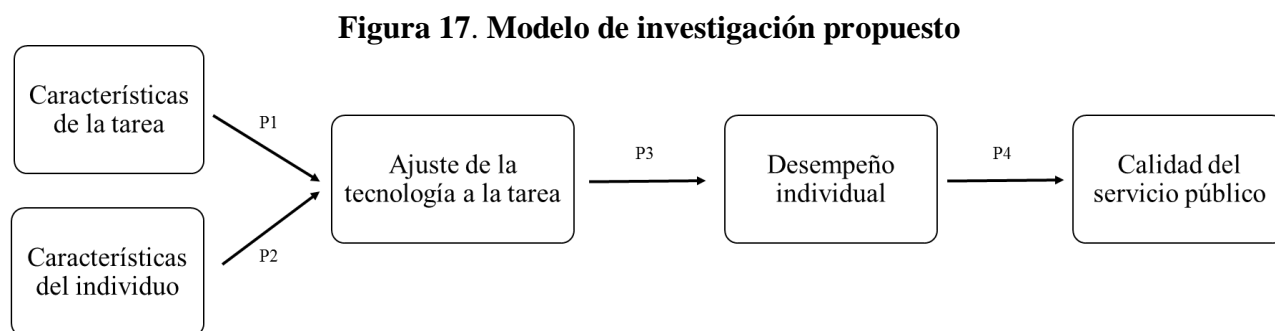 Figura 17. Modelo de investigación propuesto
Características
de la tarea
P1
Ajuste de la
tecnología a la tarea
P3
Desempeño
individual
P4
Calidad del
servicio público
Características
del individuo
P2